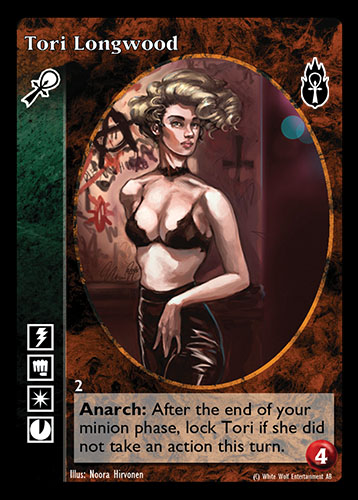 Tori Longwood
A
SOS
2
Anarch: After the end of your
minion phase, lock Tori if she did
not take an action this turn.
4
Illus: Noora Hirvonen
(C) White Wolf Entertainment AB